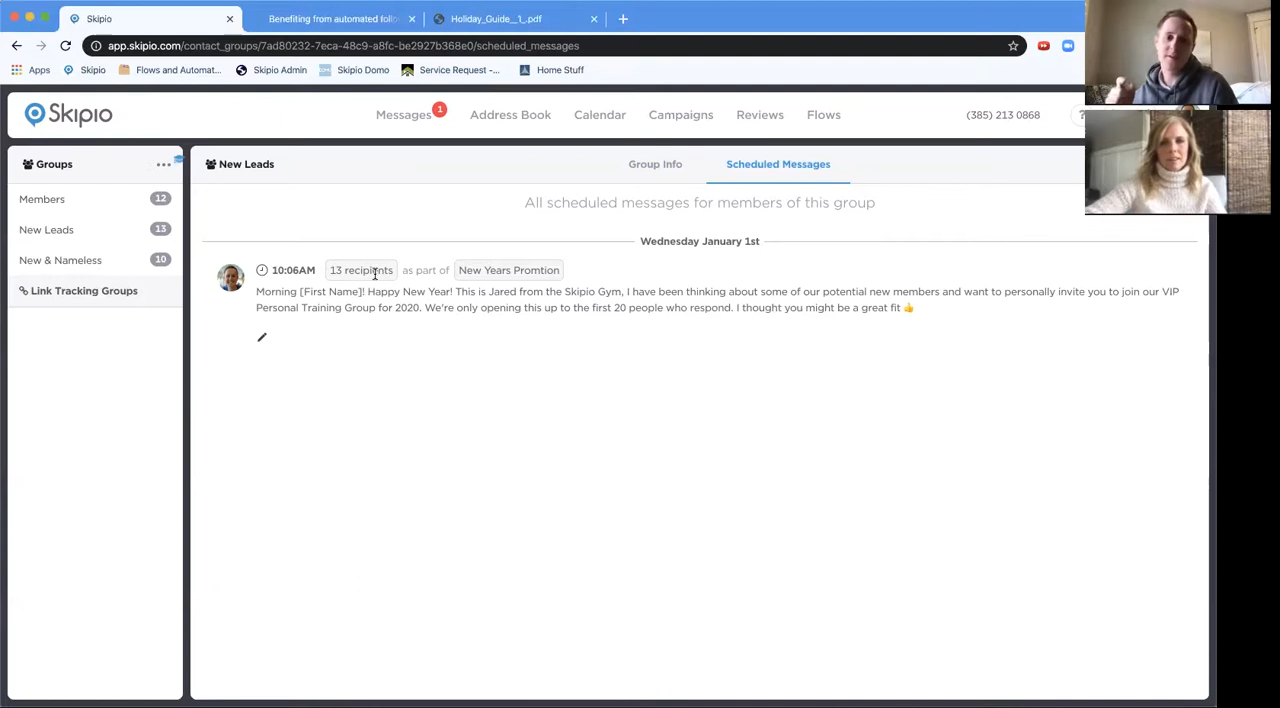 Skipio
Benefiting from automated follo
Holiday_Guide__1_.pdf
app.skipio.com/contact_groups/7ad80232-7eca-48c9-a8fc-be2927b368e0/scheduled_messages
Apps
Skipio
Flows and Automat...
Skipio Admin
Skipio Domo
Service Request -...
Home Stuff
Skipio
Messages 1
Address Book
Calendar
Campaigns
Reviews
Flows
(385) 213 0868
?
Groups
...
Members 12
New Leads 13
New & Nameless 10
Link Tracking Groups
New Leads
Group Info
Scheduled Messages
All scheduled messages for members of this group
Wednesday January 1st
10:06AM 13 recipients as part of New Years Promtion
Morning [First Name]! Happy New Year! This is Jared from the Skipio Gym, I have been thinking about some of our potential new members and want to personally invite you to join our VIP
Personal Training Group for 2020. We're only opening this up to the first 20 people who respond. I thought you might be a great fit 👍